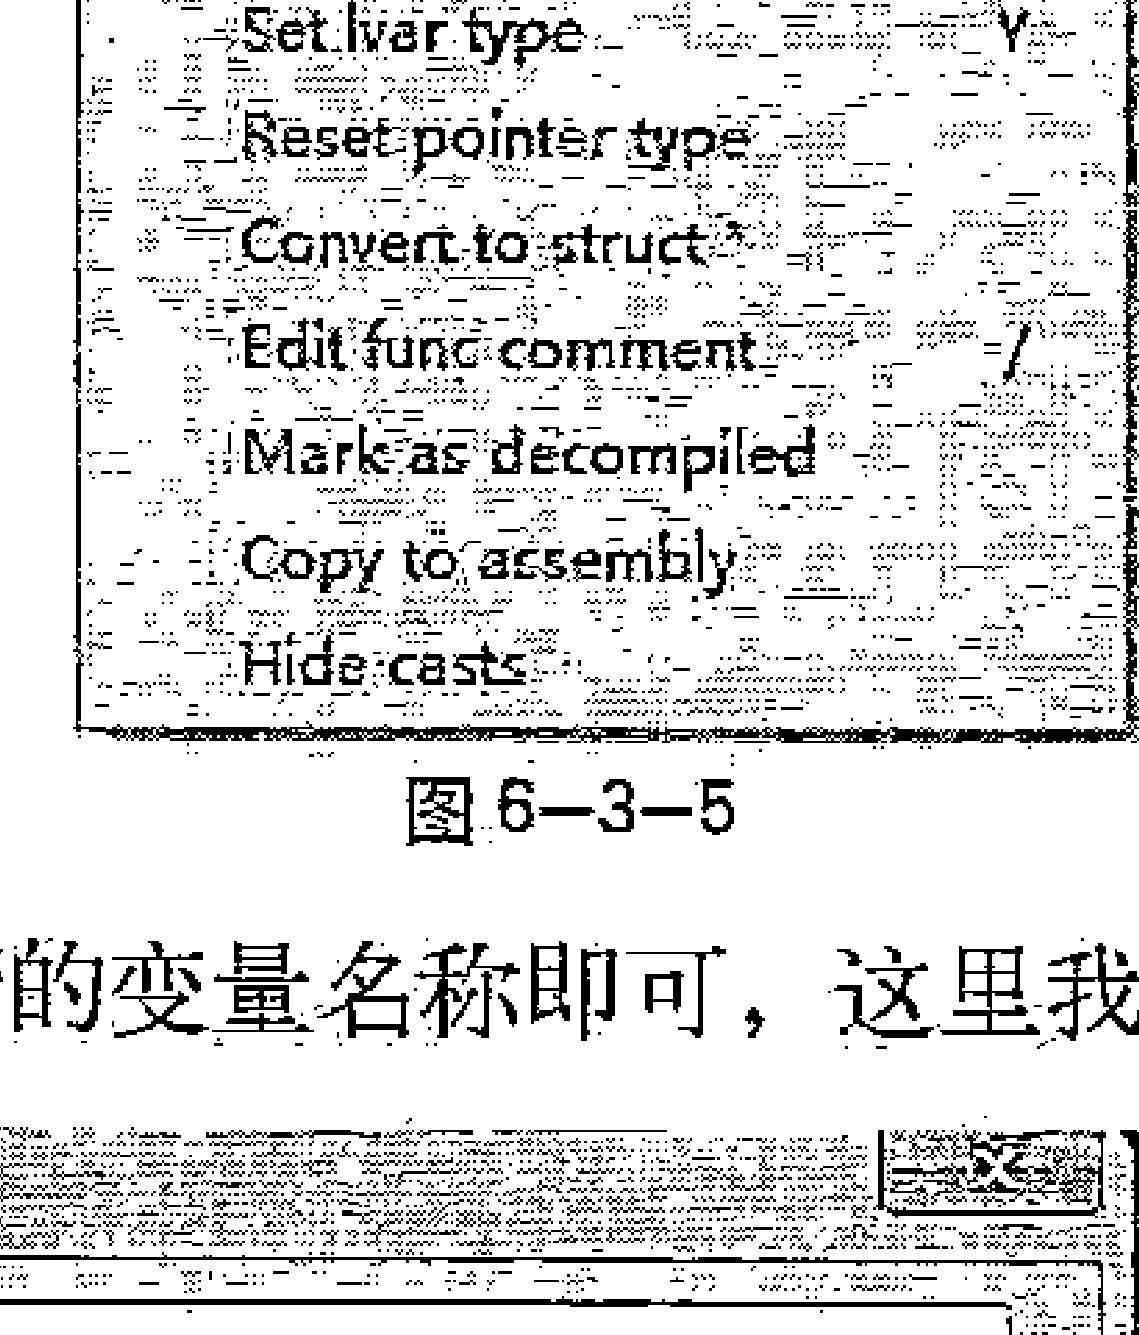 Set lvar type Y
Reset pointer type
Convert to struct *
Edit func comment /
Mark as decompiled
Copy to assembly
Hide casts
图 6—3—5
的变量名称即可，这里我